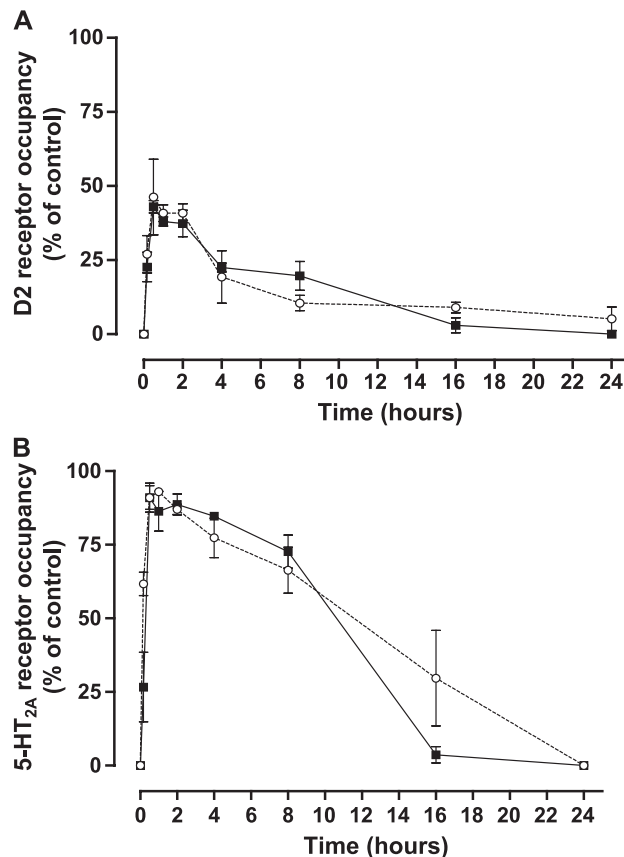 A
D2 receptor occupancy
(% of control)
100
75
50
25
0
0 2 4 6 8 10 12 14 16 18 20 22 24
Time (hours)
B
5-HT2A receptor occupancy
(% of control)
100
75
50
25
0
0 2 4 6 8 10 12 14 16 18 20 22 24
Time (hours)